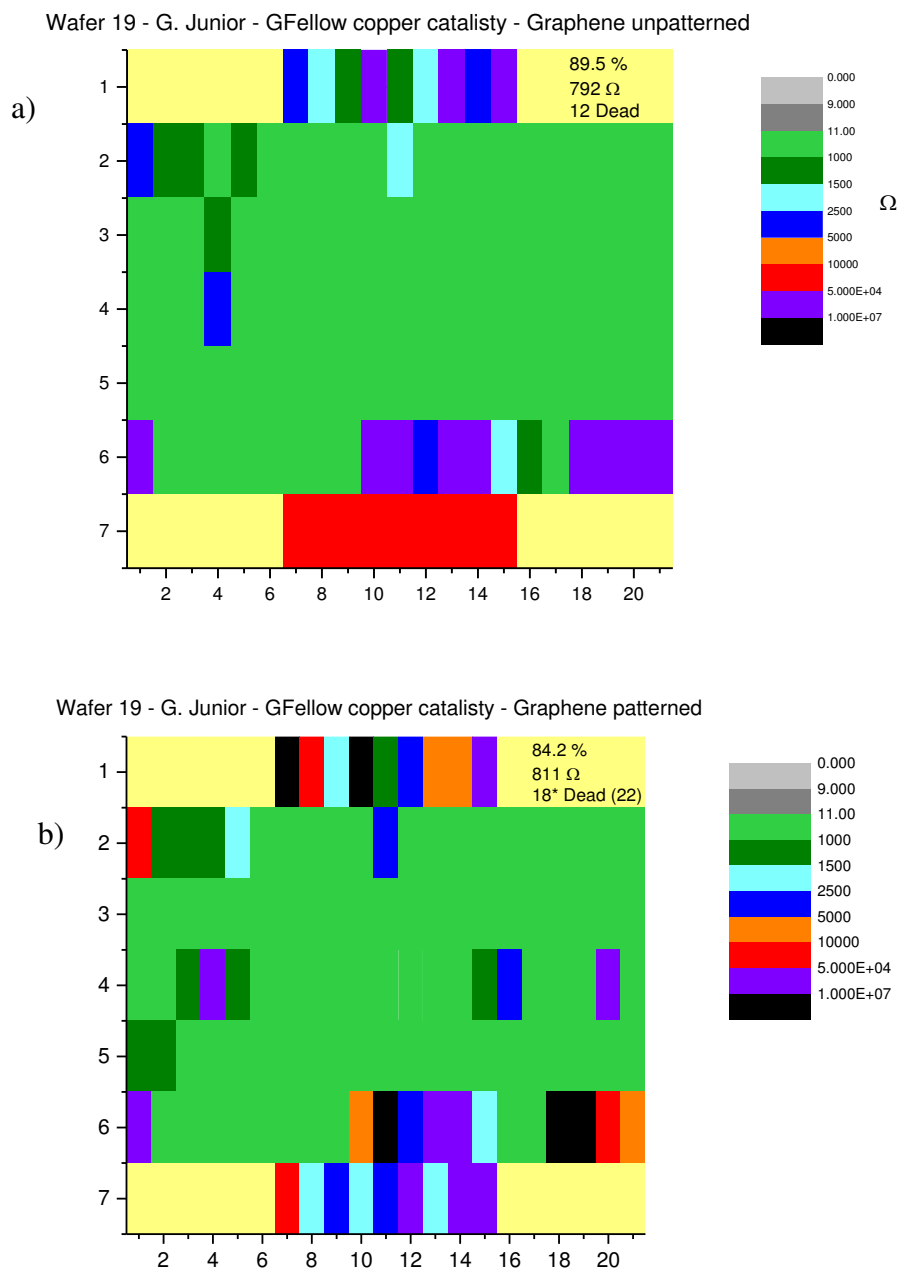 Wafer 19 - G. Junior - GFellow copper catalisty - Graphene unpatterned
a)
89.5 %
792 Ω
12 Dead
1
2
3
4
5
6
7
2 4 6 8 10 12 14 16 18 20
0.000
9.000
11.00
1000
1500
2500
5000
10000
5.000E+04
1.000E+07
Ω
Wafer 19 - G. Junior - GFellow copper catalisty - Graphene patterned
b)
84.2 %
811 Ω
18* Dead (22)
1
2
3
4
5
6
7
2 4 6 8 10 12 14 16 18 20
0.000
9.000
11.00
1000
1500
2500
5000
10000
5.000E+04
1.000E+07